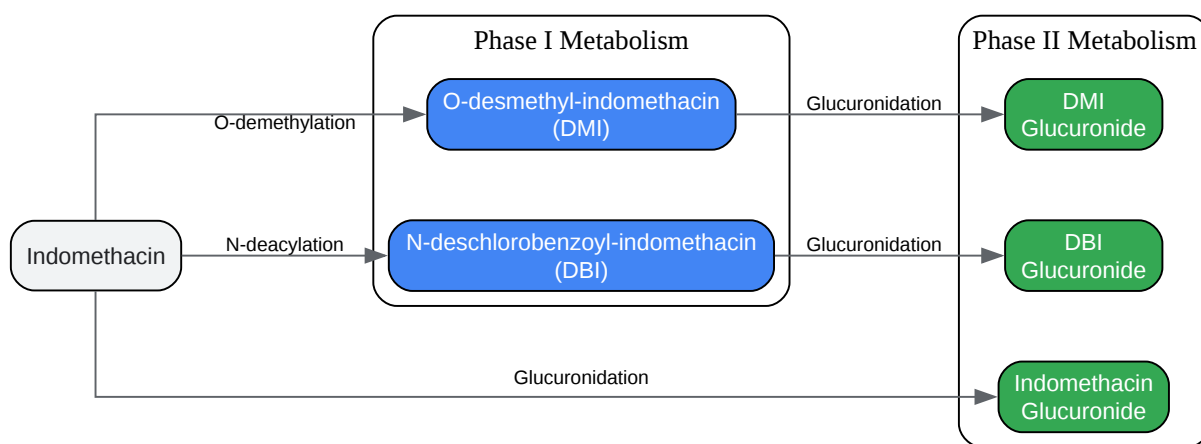 Phase I Metabolism
Phase II Metabolism
O-desmethyl-indomethacin
(DMI)
Glucuronidation
DMI
Glucuronide
O-demethylation
Indomethacin
N-deacylation
N-deschlorobenzoyl-indomethacin
(DBI)
Glucuronidation
DBI
Glucuronide
Glucuronidation
Indomethacin
Glucuronide